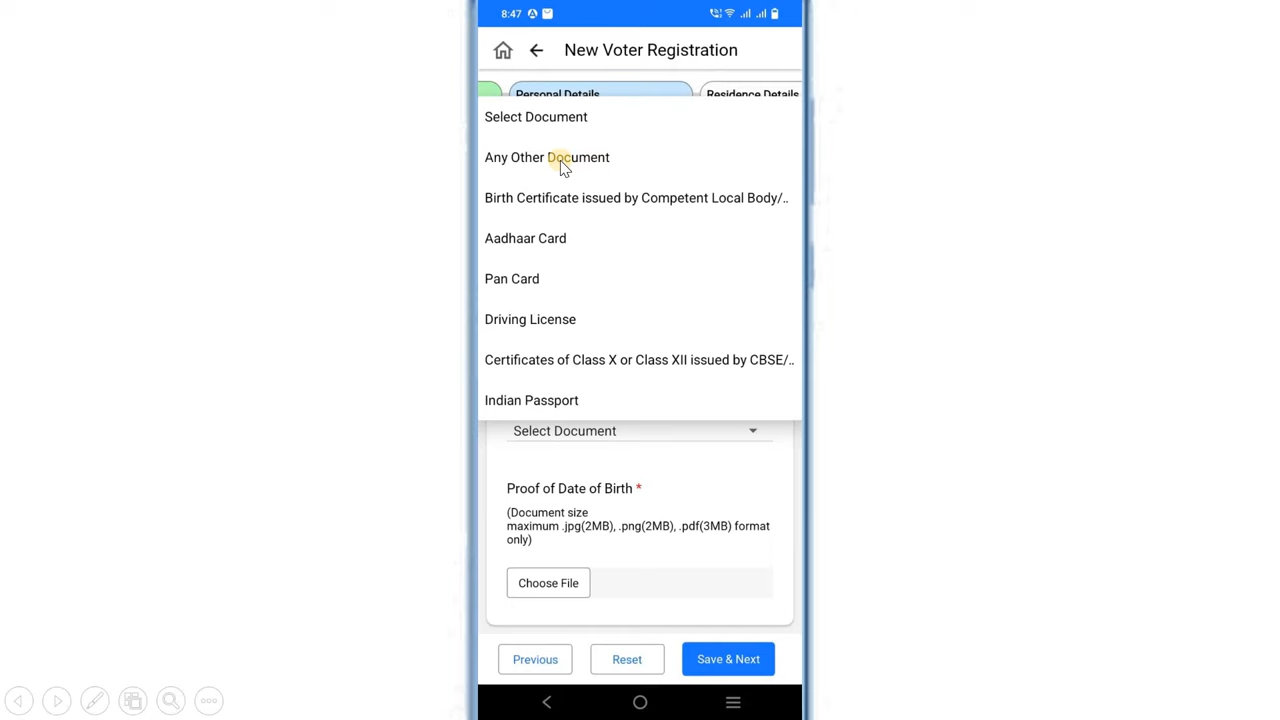 8:47
New Voter Registration
Personal Details
Residence Details
Select Document
Any Other Document
Birth Certificate issued by Competent Local Body/..
Aadhaar Card
Pan Card
Driving License
Certificates of Class X or Class XII issued by CBSE/..
Indian Passport
Select Document
Proof of Date of Birth *
(Document size
maximum .jpg(2MB), .png(2MB), .pdf(3MB) format
only)
Choose File
Previous
Reset
Save & Next